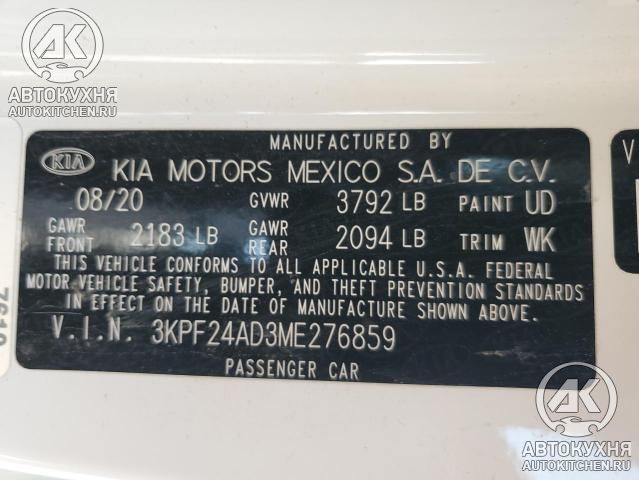 АВТОКУХНЯ
AUTOKITCHEN.RU
MANUFACTURED BY
KIA KIA MOTORS MEXICO S.A. DE C.V.
08/20 GVWR 3792 LB PAINT UD
GAWR FRONT 2183 LB GAWR REAR 2094 LB TRIM WK
THIS VEHICLE CONFORMS TO ALL APPLICABLE U.S.A. FEDERAL
MOTOR VEHICLE SAFETY, BUMPER, AND THEFT PREVENTION STANDARDS
IN EFFECT ON THE DATE OF MANUFACTURE SHOWN ABOVE.
V.I.N. 3KPF24AD3ME276859
PASSENGER CAR
АК
АВТОКУХНЯ
AUTOKITCHEN.RU